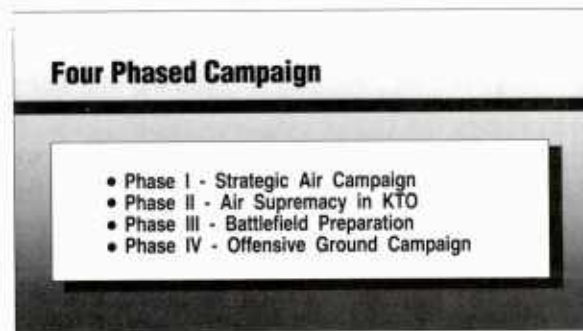 Four Phased Campaign
• Phase I - Strategic Air Campaign
• Phase II - Air Supremacy in KTO
• Phase III - Battlefield Preparation
• Phase IV - Offensive Ground Campaign